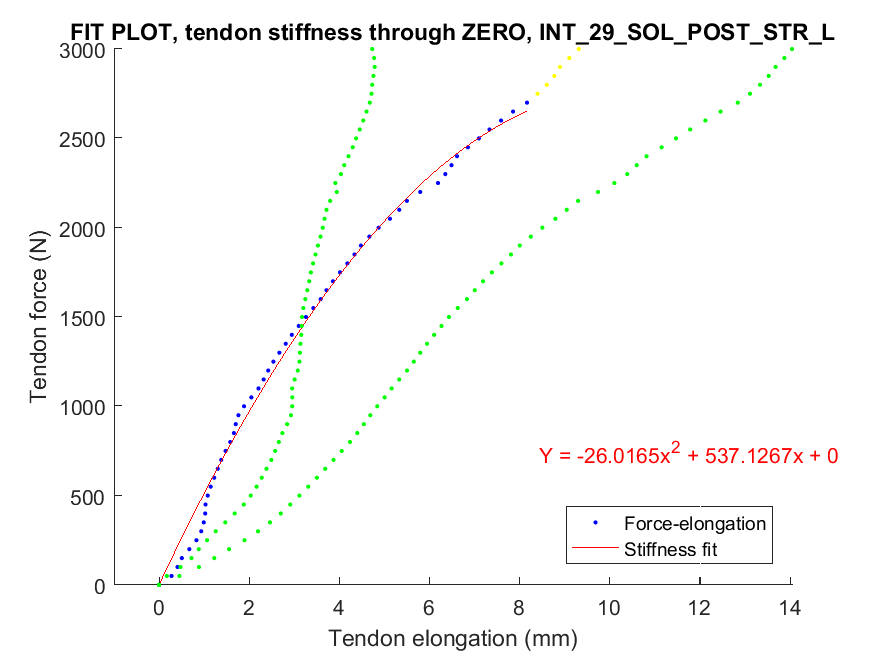 FIT PLOT, tendon stiffness through ZERO, INT_29_SOL_POST_STR_L
3000
2500
2000
1500
1000
500
0
Tendon force (N)
Y = -26.0165x² + 537.1267x + 0
Force-elongation
Stiffness fit
0 2 4 6 8 10 12 14
Tendon elongation (mm)